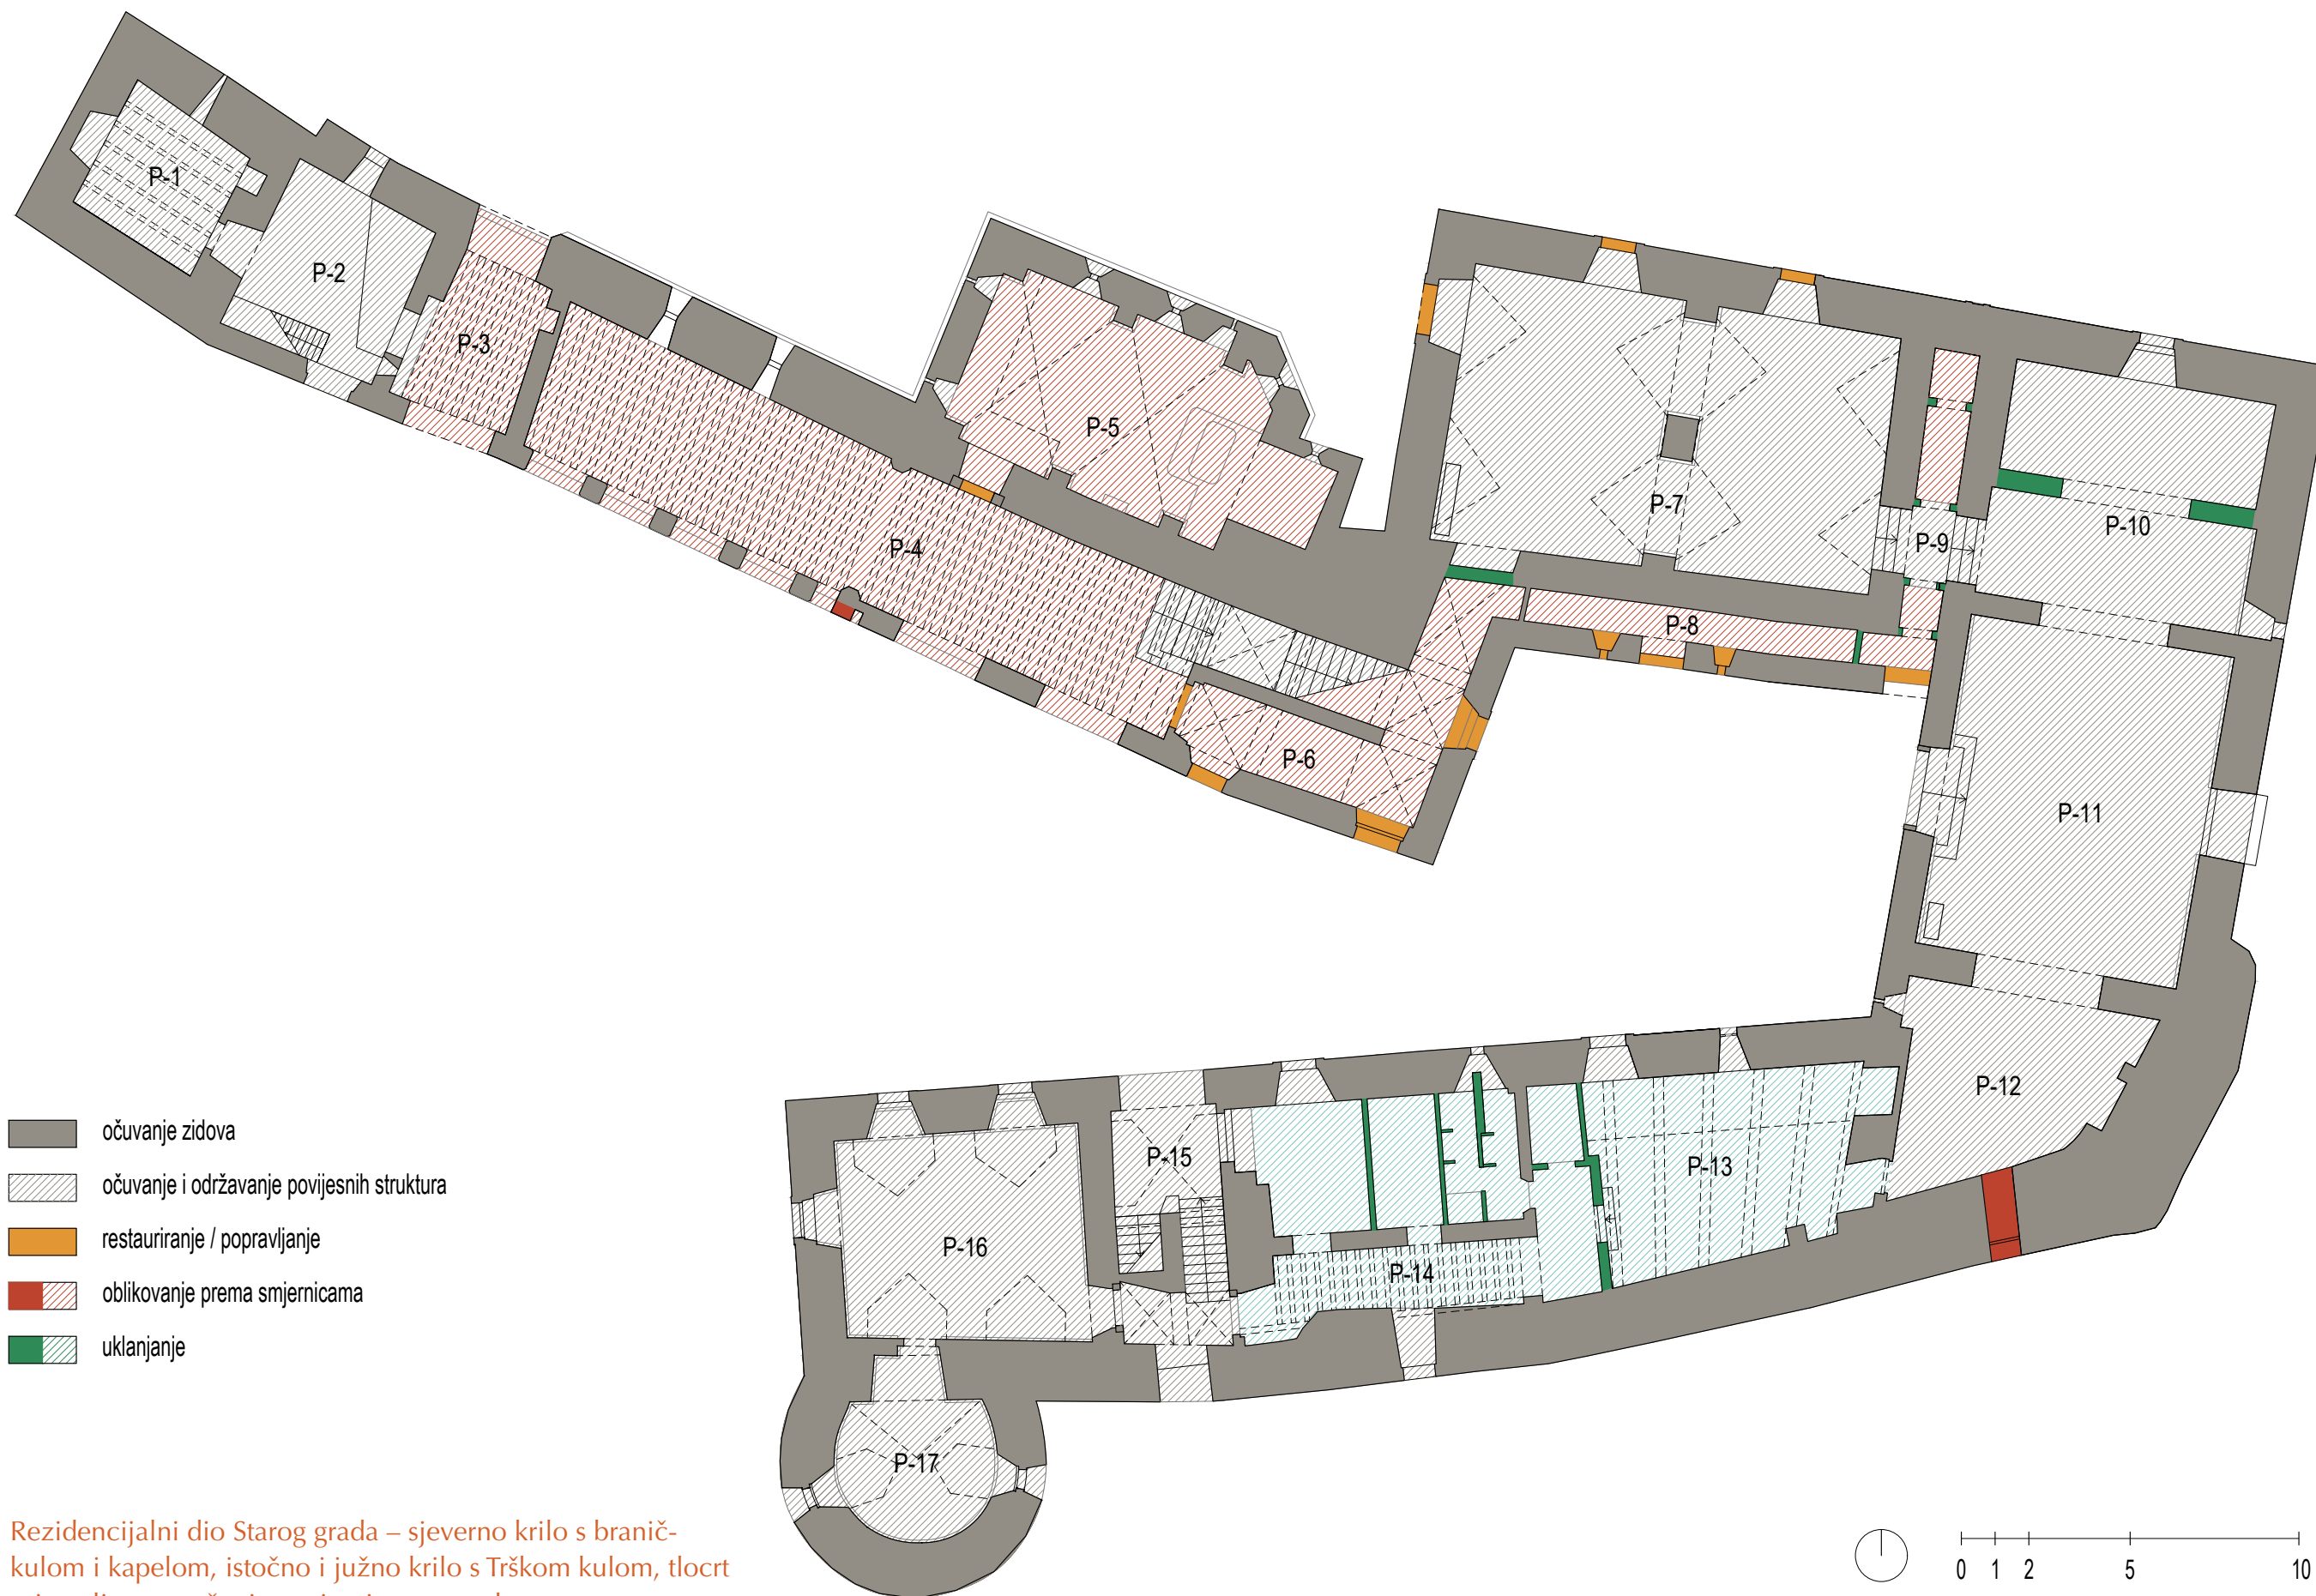 P-1
P-2
P-3
P-4
P-5
P-6
P-7
P-8
P-9
P-10
P-11
P-12
P-13
P-14
P-15
P-16
P-17
očuvanje zidova
očuvanje i održavanje povijesnih struktura
restauriranje / popravljanje
oblikovanje prema smjernicama
uklanjanje
Rezidencijalni dio Starog grada – sjeverno krilo s branič-
kulom i kapelom, istočno i južno krilo s Trškom kulom, tlocrt
0 1 2 5 10